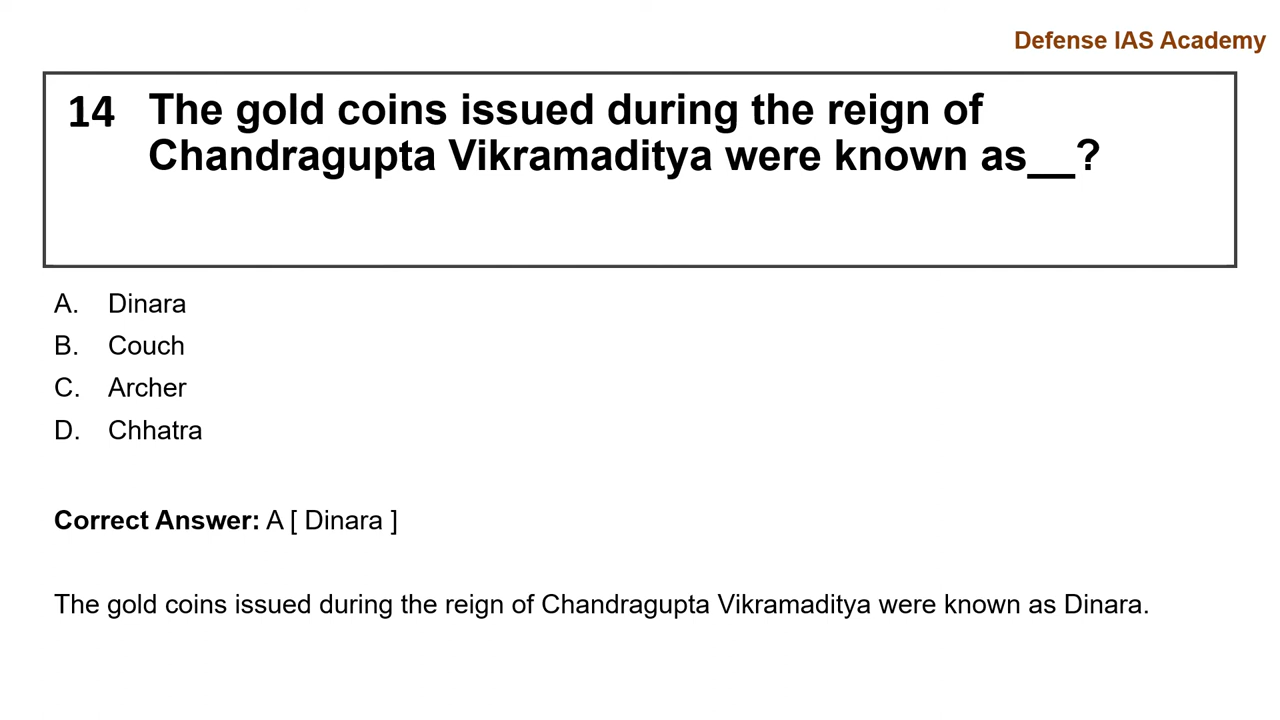 Defense IAS Academy
14 The gold coins issued during the reign of
Chandragupta Vikramaditya were known as__?
A. Dinara
B. Couch
C. Archer
D. Chhatra
Correct Answer: A [ Dinara ]
The gold coins issued during the reign of Chandragupta Vikramaditya were known as Dinara.